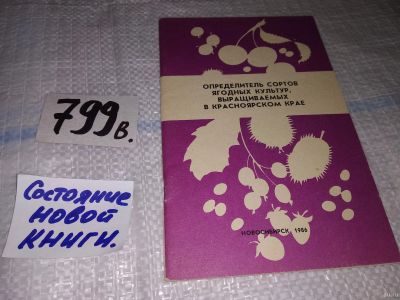 799в.
Состояние
новой
книги.
ОПРЕДЕЛИТЕЛЬ СОРТОВ
ЯГОДНЫХ КУЛЬТУР,
ВЫРАЩИВАЕМЫХ
В КРАСНОЯРСКОМ КРАЕ
НОВОСИБИРСК, 1986